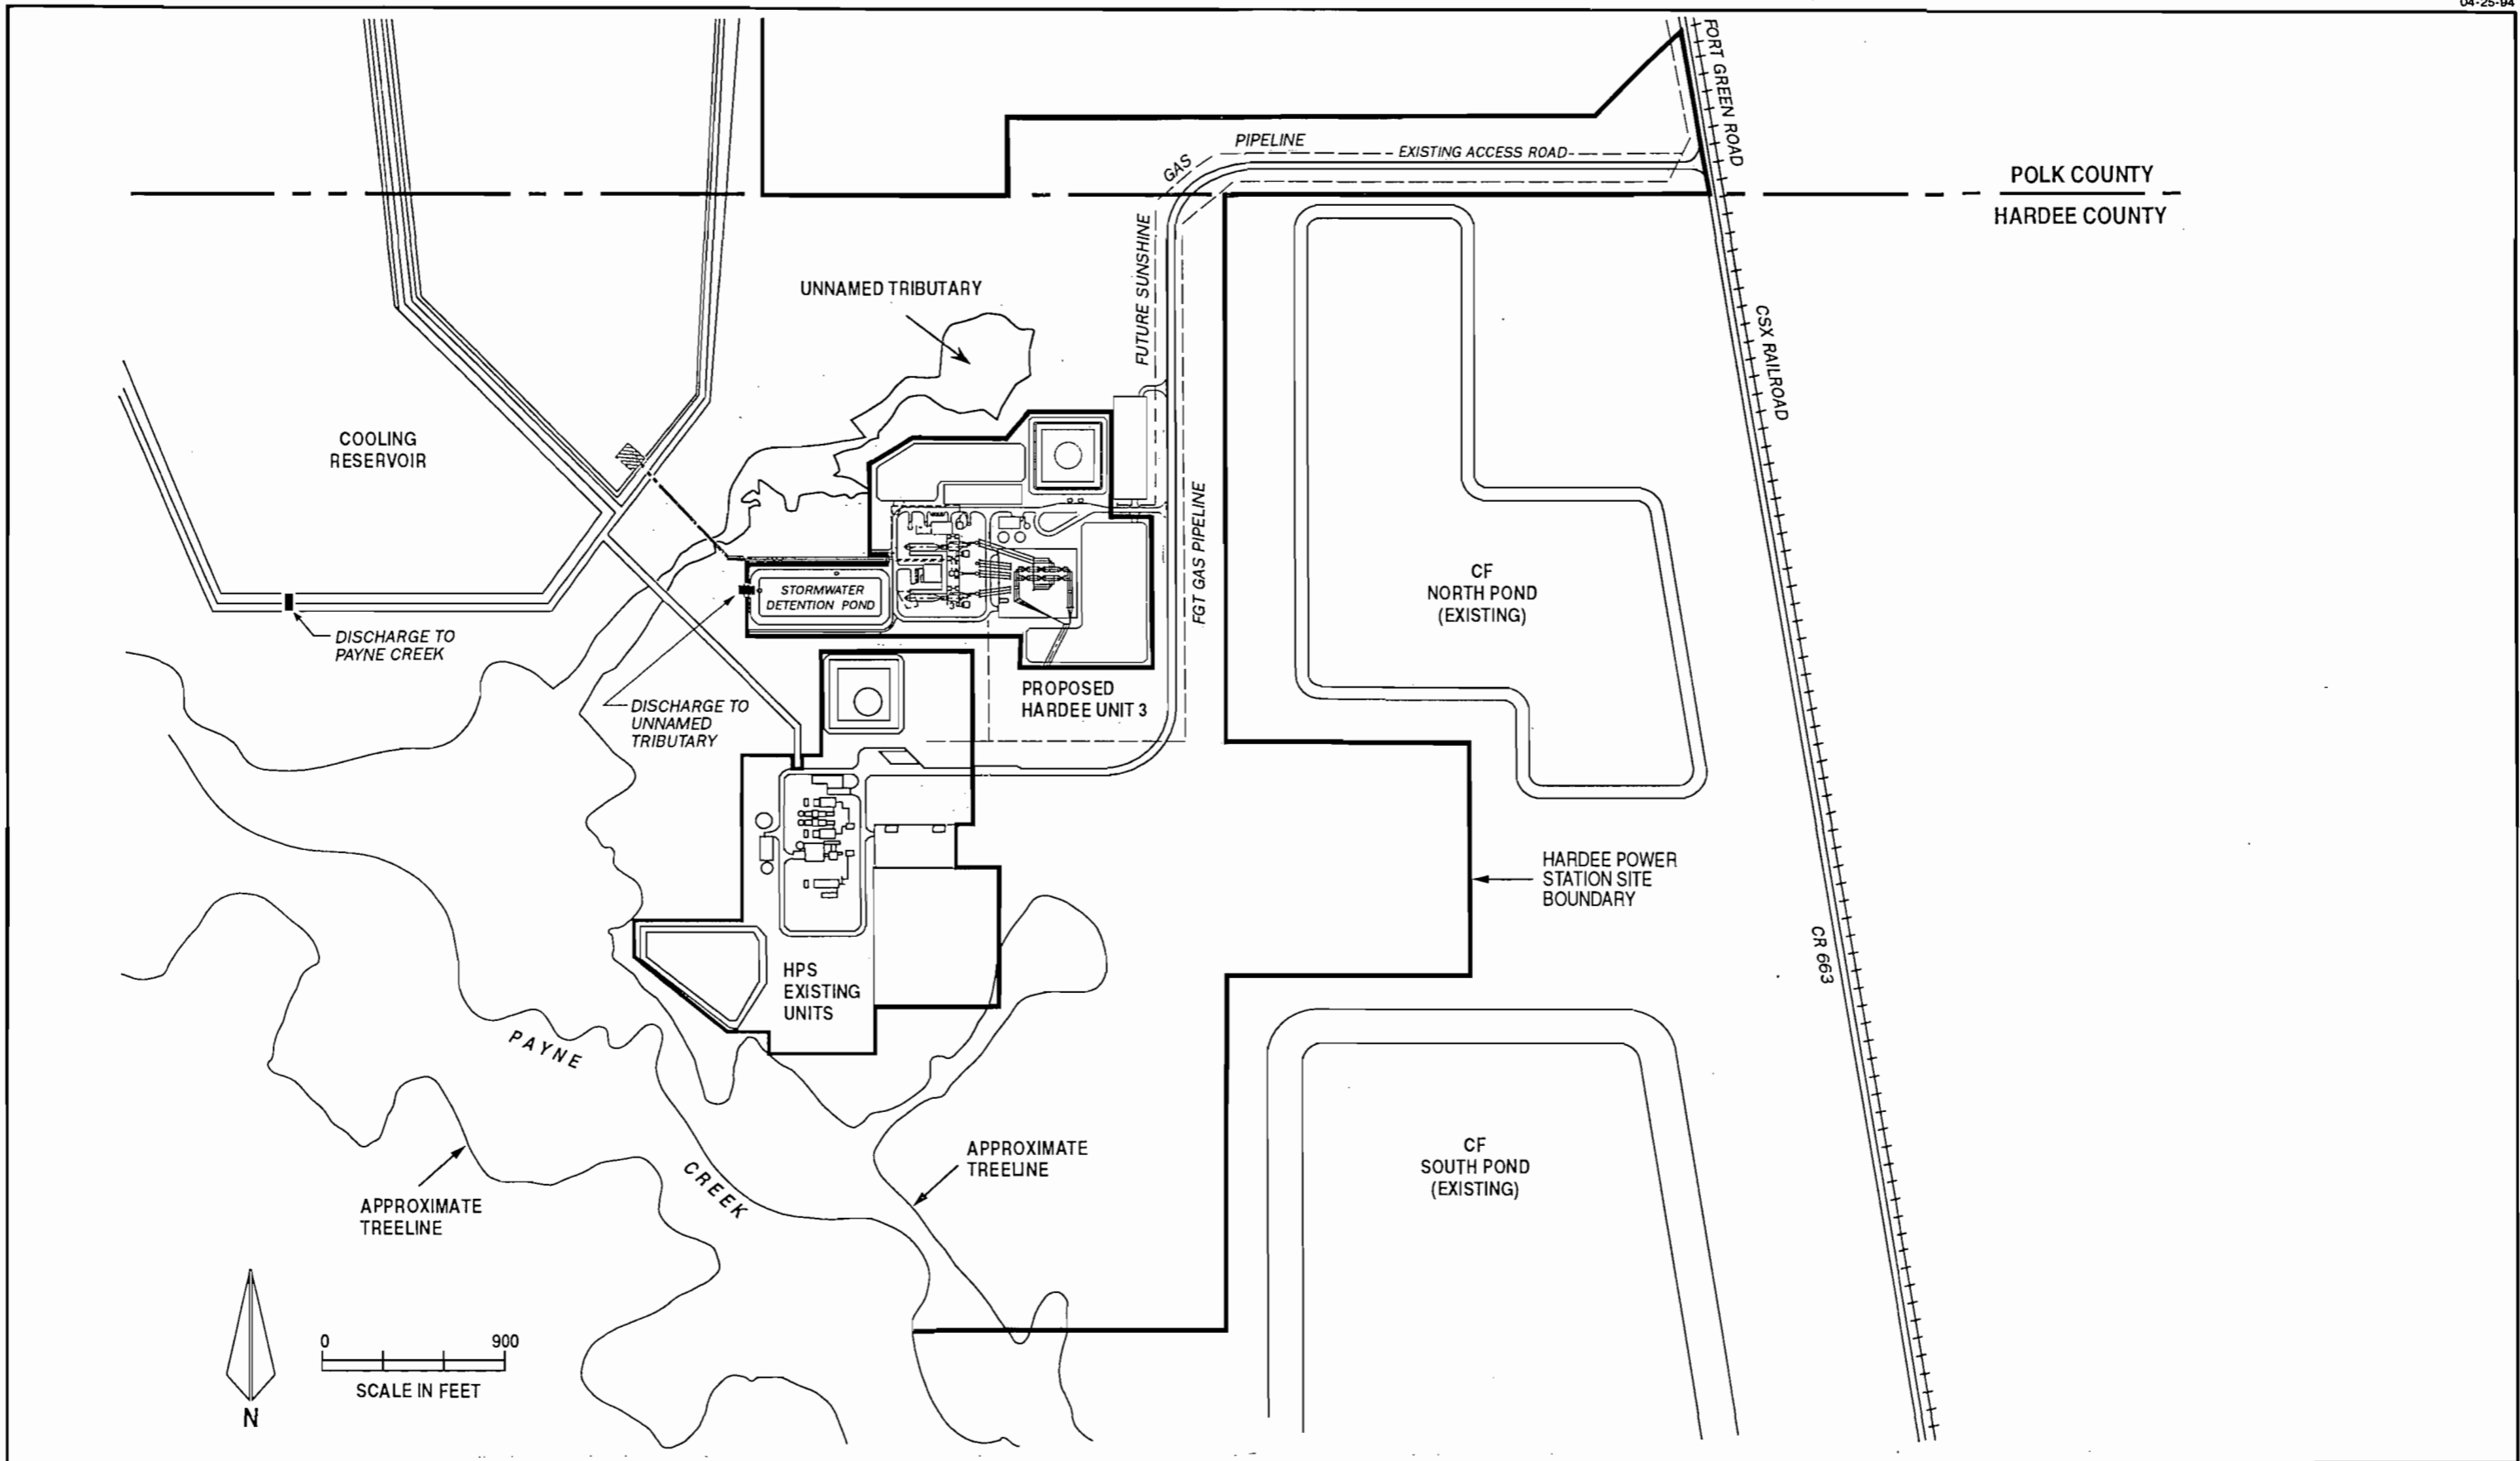 04-25-94
FORT GREEN ROAD
PIPELINE
EXISTING ACCESS ROAD
GAS
POLK COUNTY
HARDEE COUNTY
FUTURE SUNSHINE
UNNAMED TRIBUTARY
CSX RAILROAD
COOLING
RESERVOIR
FGT GAS PIPELINE
CF
NORTH POND
(EXISTING)
STORMWATER
DETENTION POND
DISCHARGE TO
PAYNE CREEK
PROPOSED
HARDEE UNIT 3
DISCHARGE TO
UNNAMED
TRIBUTARY
HARDEE POWER
STATION SITE
BOUNDARY
CR 663
HPS
EXISTING
UNITS
PAYNE
CREEK
APPROXIMATE
TREELINE
APPROXIMATE
TREELINE
CF
SOUTH POND
(EXISTING)
0 900
SCALE IN FEET
N